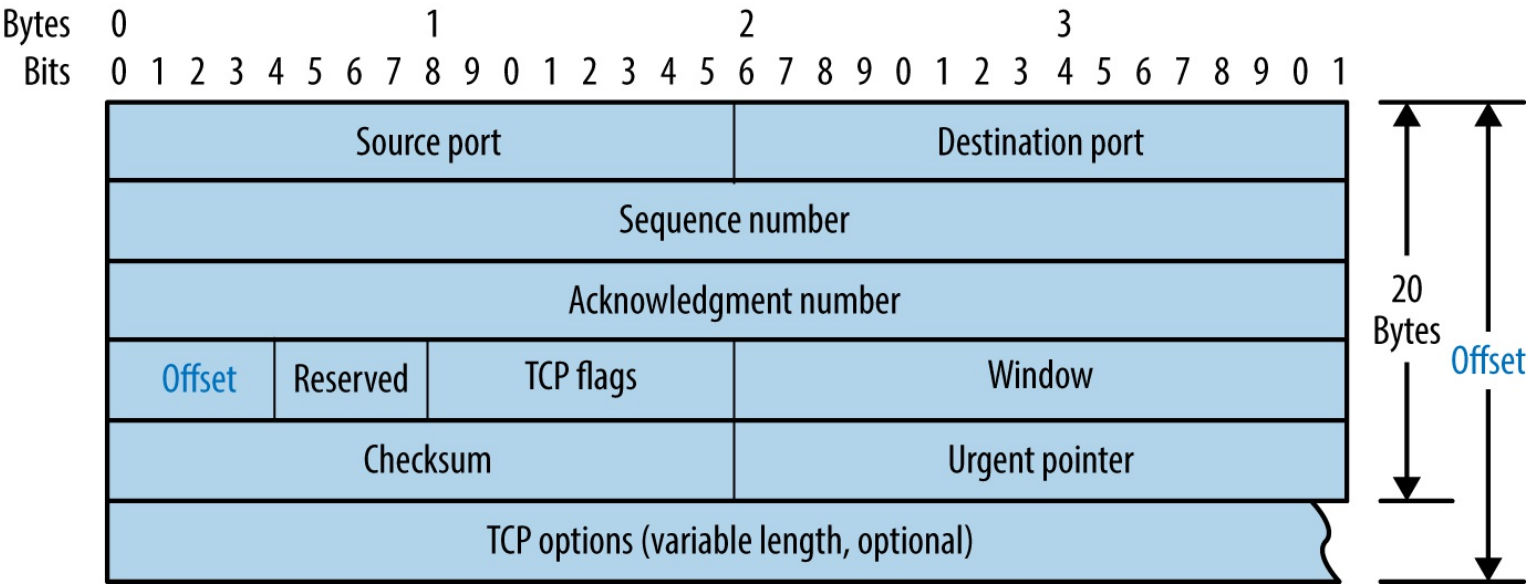 Bytes 0 1 2 3
Bits 0 1 2 3 4 5 6 7 8 9 0 1 2 3 4 5 6 7 8 9 0 1 2 3 4 5 6 7 8 9 0 1
Source port Destination port
Sequence number
Acknowledgment number
Offset Reserved TCP flags Window
Checksum Urgent pointer
TCP options (variable length, optional)
20
Bytes
Offset